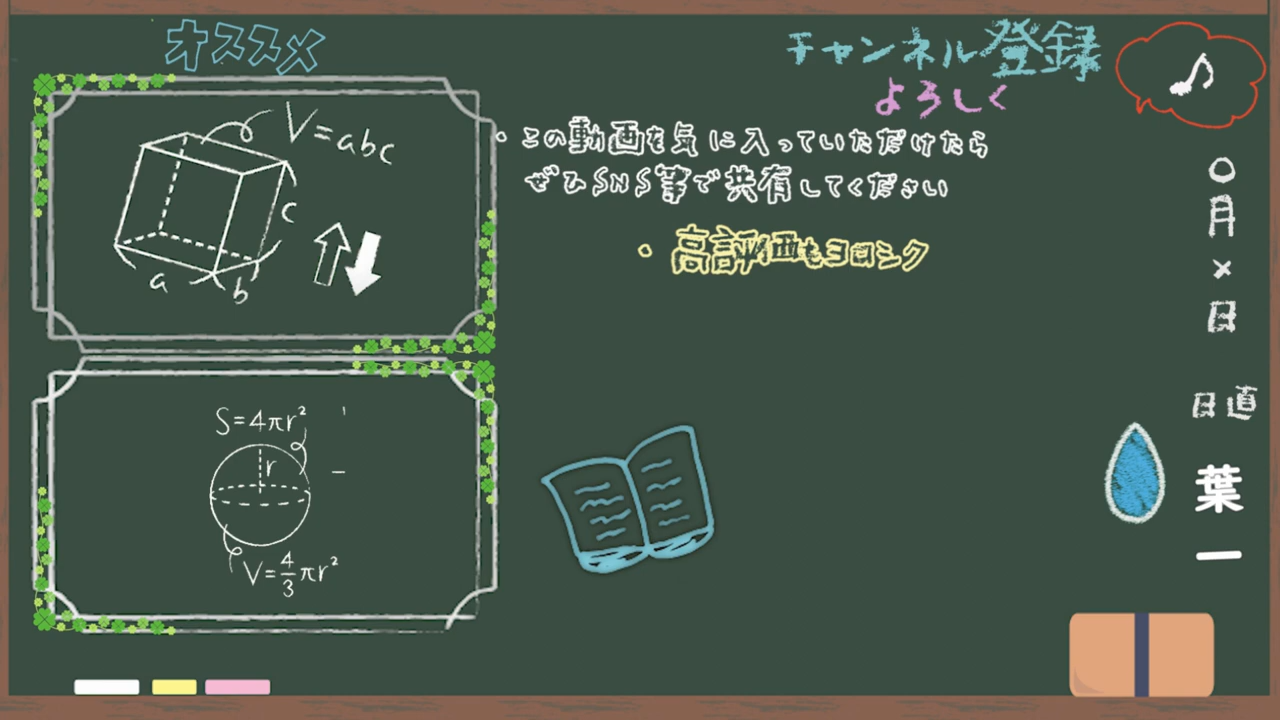 オススメ
チャンネル登録
よろしく
・この動画を気に入っていただけたら
ぜひSNS等で共有してください
・高評価もヨロシク
V=abc
a
b
c
S=4πr²
r
V=4/3πr²
〇月×日
日直
葉一